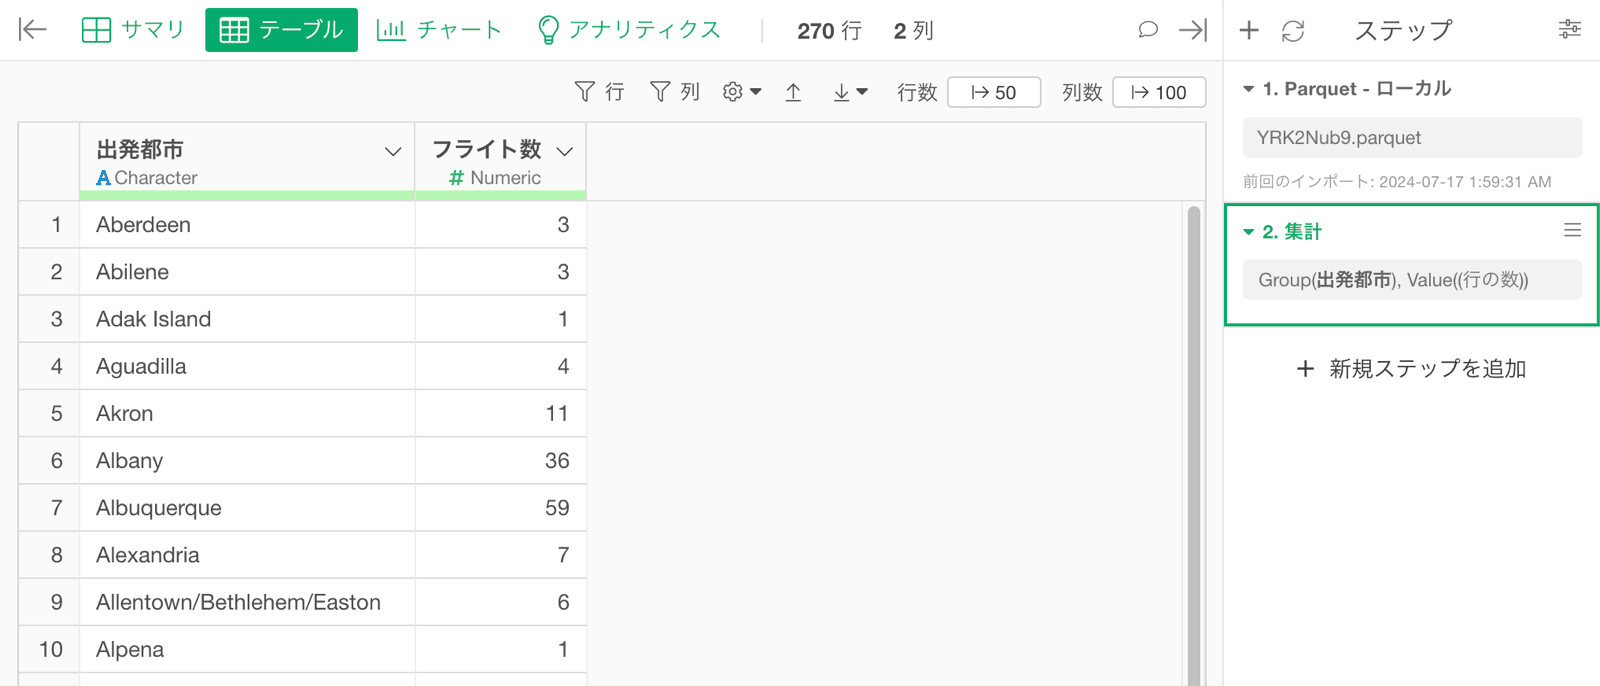 サマリ テーブル チャート アナリティクス 270 行 2 列
行 列 行数 50 列数 100
出発都市 フライト数
Character Numeric
1 Aberdeen 3
2 Abilene 3
3 Adak Island 1
4 Aguadilla 4
5 Akron 11
6 Albany 36
7 Albuquerque 59
8 Alexandria 7
9 Allentown/Bethlehem/Easton 6
10 Alpena 1
ステップ
1. Parquet - ローカル
YRK2Nub9.parquet
前回のインポート: 2024-07-17 1:59:31 AM
2. 集計
Group(出発都市), Value((行の数))
+ 新規ステップを追加